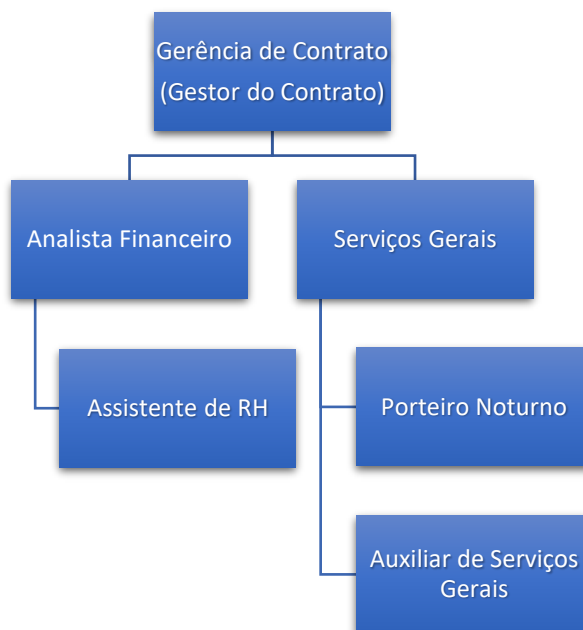 Gerência de Contrato
(Gestor do Contrato)
Analista Financeiro
Serviços Gerais
Assistente de RH
Porteiro Noturno
Auxiliar de Serviços
Gerais